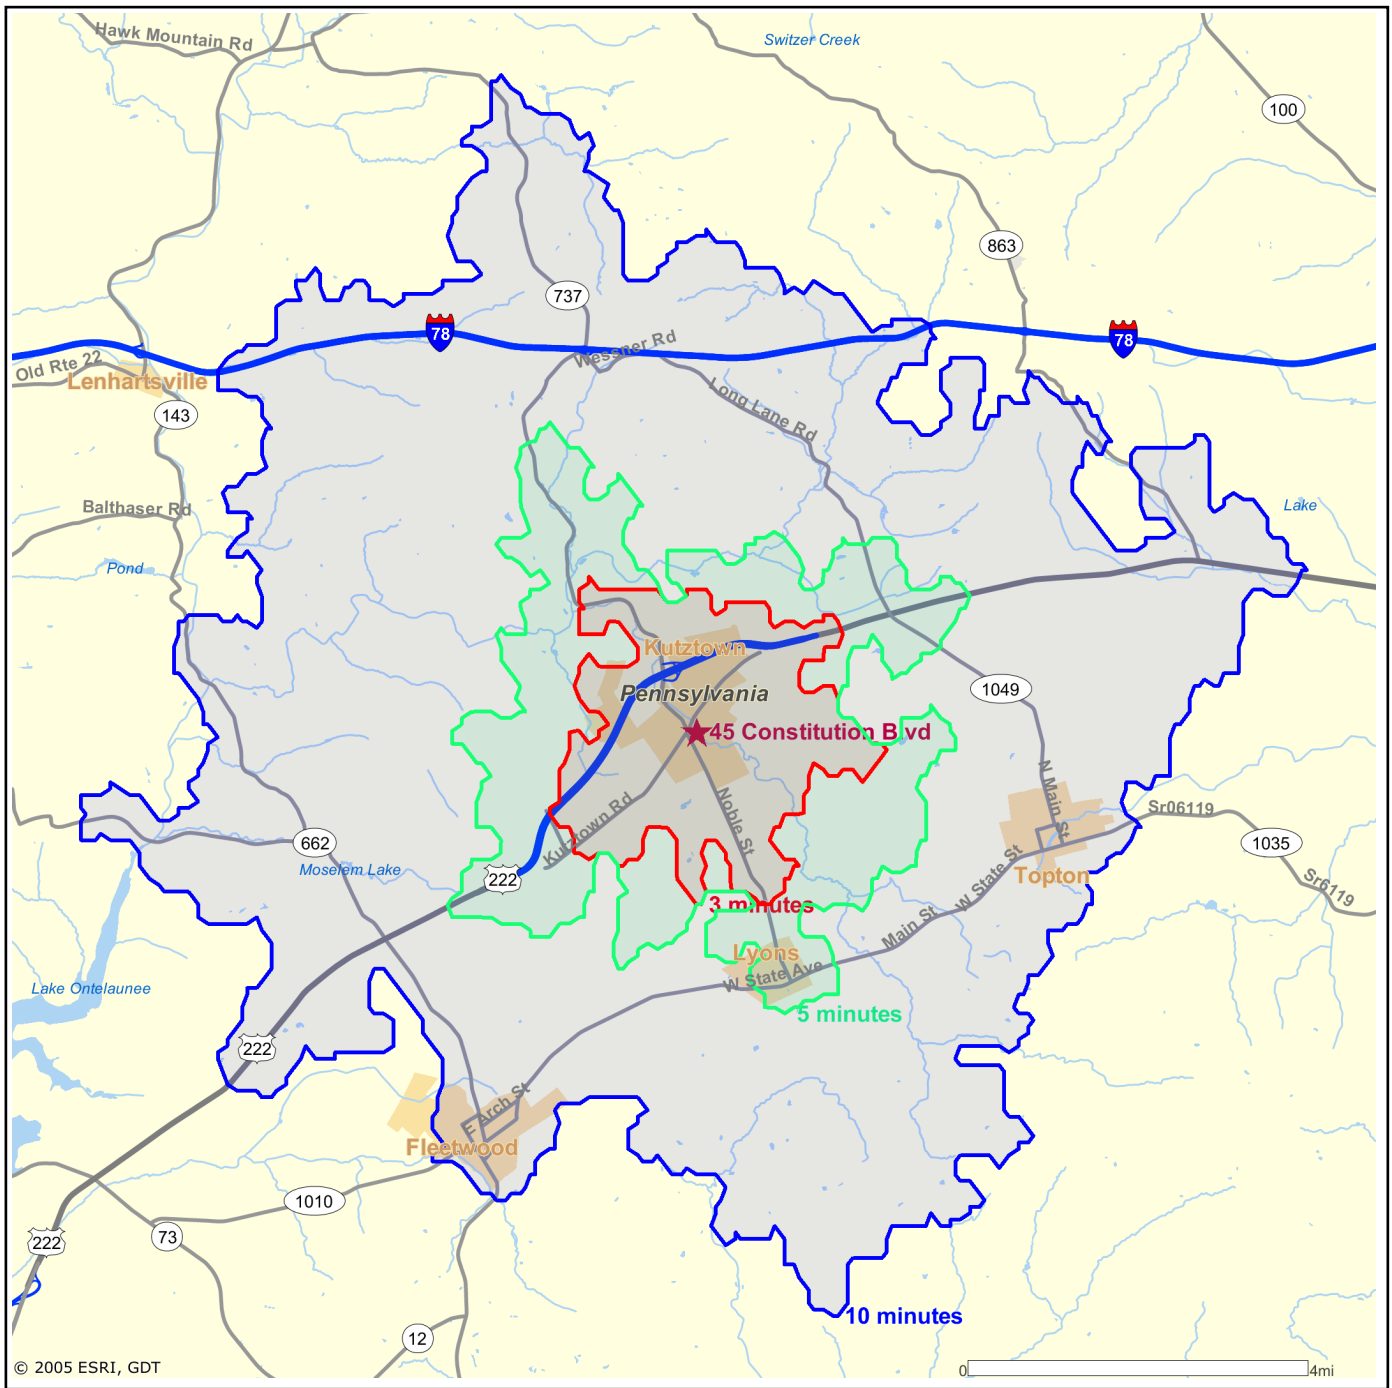 Hawk Mountain Rd
Switzer Creek
100
863
737
78
78
Wessner Rd
Old Rte 22
Lenhartsville
143
Long Lane Rd
Balthaser Rd
Lake
Pond
Kutztown
Pennsylvania
1049
45 Constitution Blvd
N Main St
Kutztown Rd
Noble St
Sr06119
662
1035
Moselem Lake
222
W State St
Topton
Sr6119
3 minutes
Main St
Lyons
W State Ave
Lake Ontelaunee
5 minutes
222
E Arch St
Fleetwood
1010
73
222
10 minutes
12
© 2005 ESRI, GDT
0 4mi